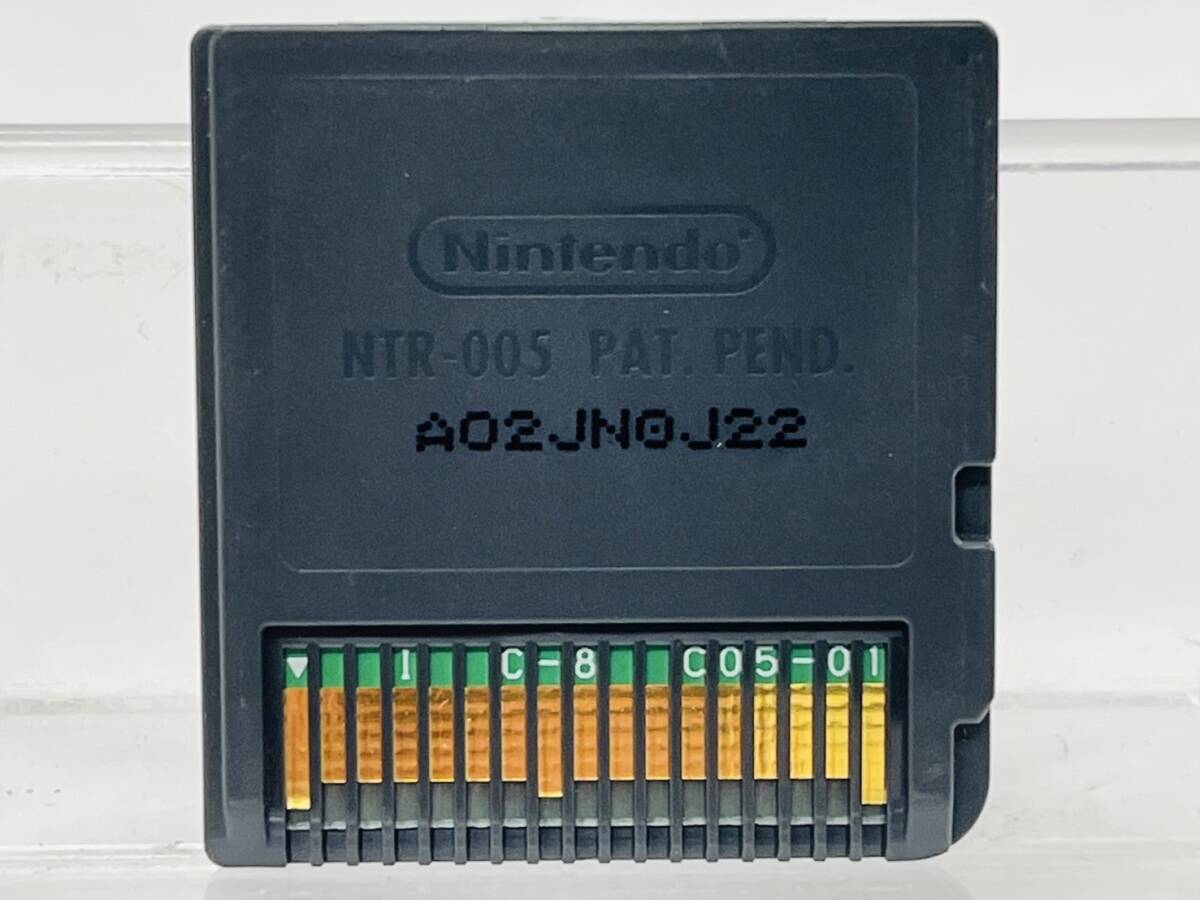 Nintendo®
NTR-005 PAT. PEND.
A02JN0J22
▼ I C-8 C05-01